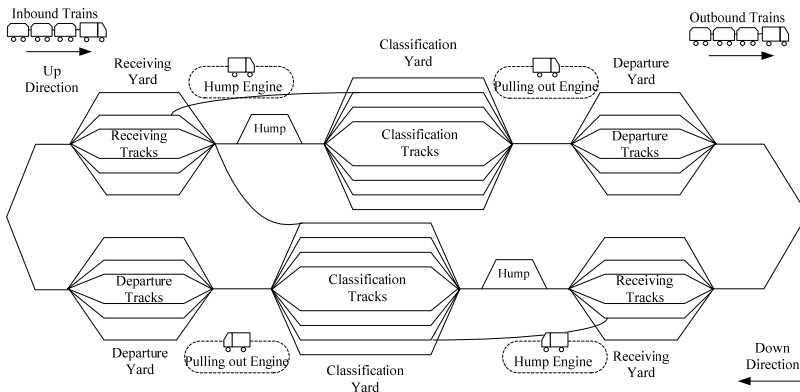 Inbound Trains
Outbound Trains
Up
Direction
Receiving
Yard
Hump Engine
Classification
Yard
Pulling out Engine
Departure
Yard
Receiving
Tracks
Hump
Classification
Tracks
Departure
Tracks
Departure
Tracks
Classification
Tracks
Hump
Receiving
Tracks
Departure
Yard
Pulling out Engine
Classification
Yard
Hump Engine
Receiving
Yard
Down
Direction